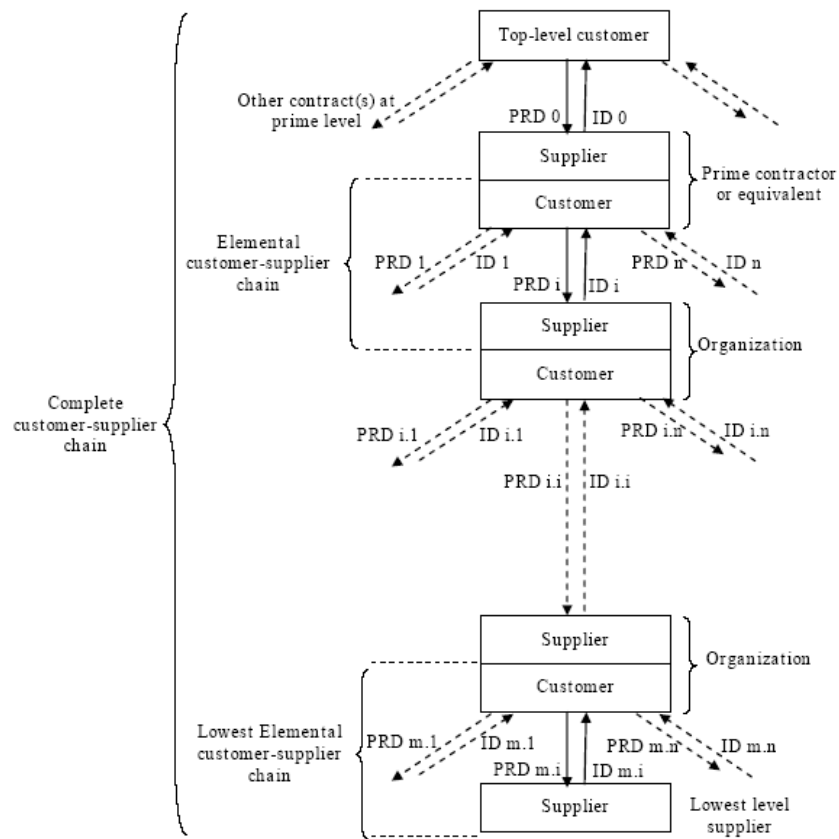 Top-level customer
Other contract(s) at
prime level
PRD 0
ID 0
Supplier
Customer
Prime contractor
or equivalent
Elemental
customer-supplier
chain
PRD 1
ID 1
PRD i
ID i
PRD n
ID n
Supplier
Customer
Organization
Complete
customer-supplier
chain
PRD i.1
ID i.1
PRD i.i
ID i.i
PRD i.n
ID i.n
Supplier
Customer
Organization
Lowest Elemental
customer-supplier
chain
PRD m.1
ID m.1
PRD m.i
ID m.i
PRD m.n
ID m.n
Supplier
Lowest level
supplier